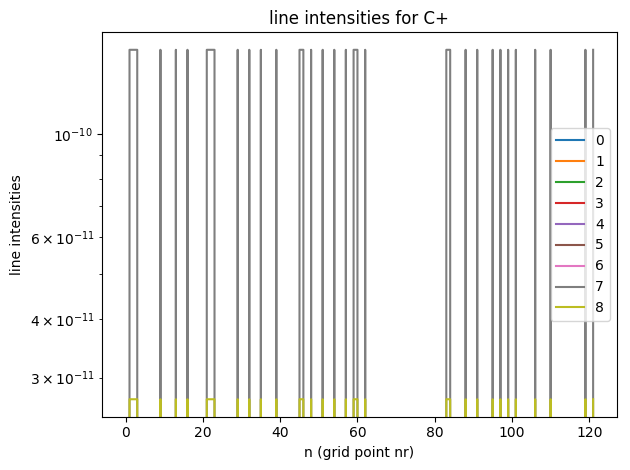 line intensities for C+
line intensities
10⁻¹⁰
6 × 10⁻¹¹
4 × 10⁻¹¹
3 × 10⁻¹¹
0
1
2
3
4
5
6
7
8
0 20 40 60 80 100 120
n (grid point nr)